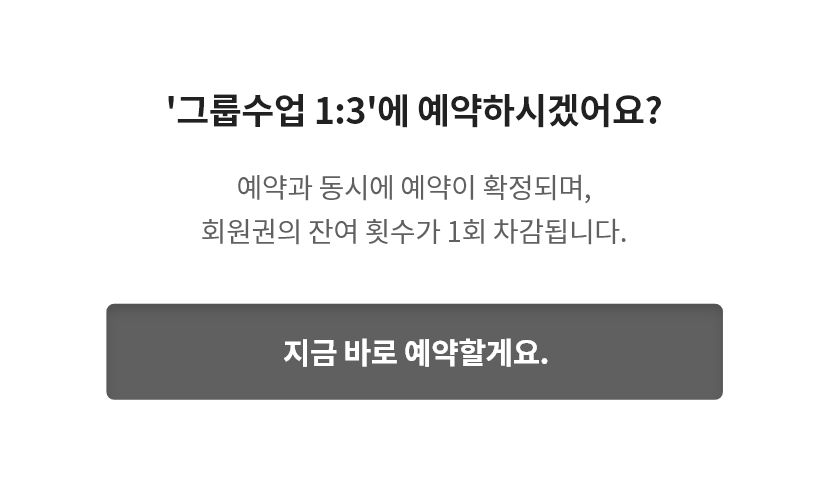 '그룹수업 1:3'에 예약하시겠어요?
예약과 동시에 예약이 확정되며,
회원권의 잔여 횟수가 1회 차감됩니다.
지금 바로 예약할게요.